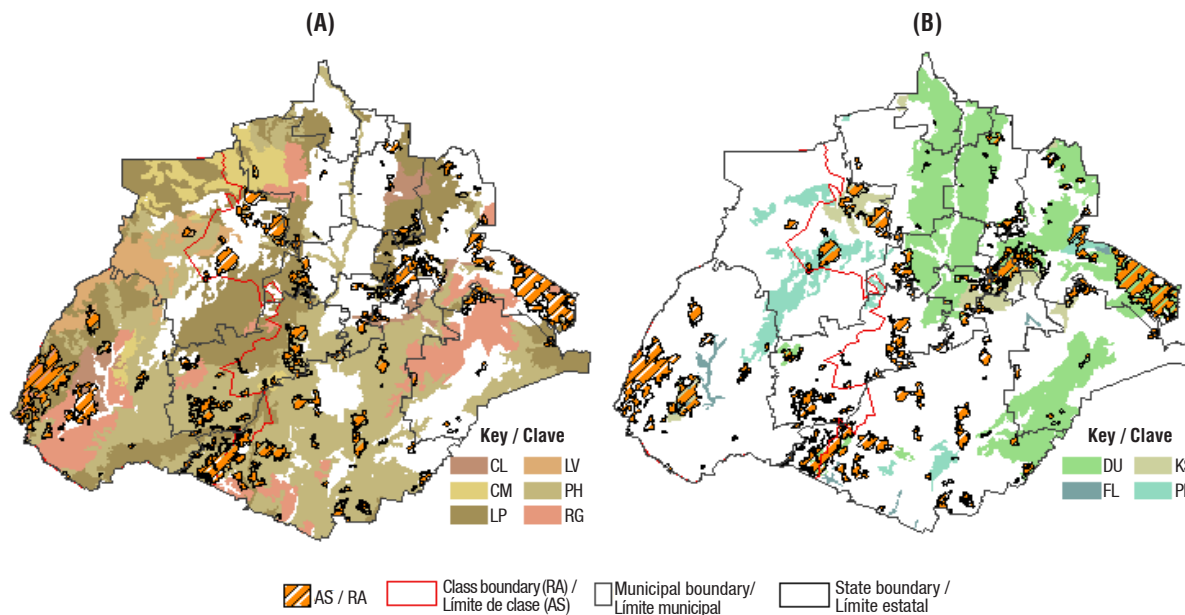 (A)
(B)
Key / Clave
CL LV
CM PH
LP RG
Key / Clave
DU
FL
AS / RA
Class boundary (RA) /
Límite de clase (AS)
Municipal boundary/
Límite municipal
State boundary /
Límite estatal